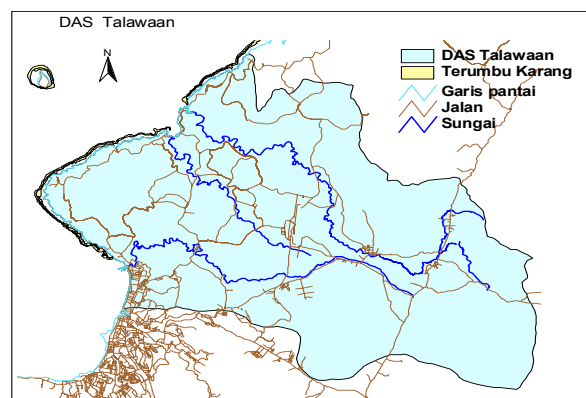 DAS Talawaan
N
DAS Talawaan
Terumbu Karang
Garis pantai
Jalan
Sungai